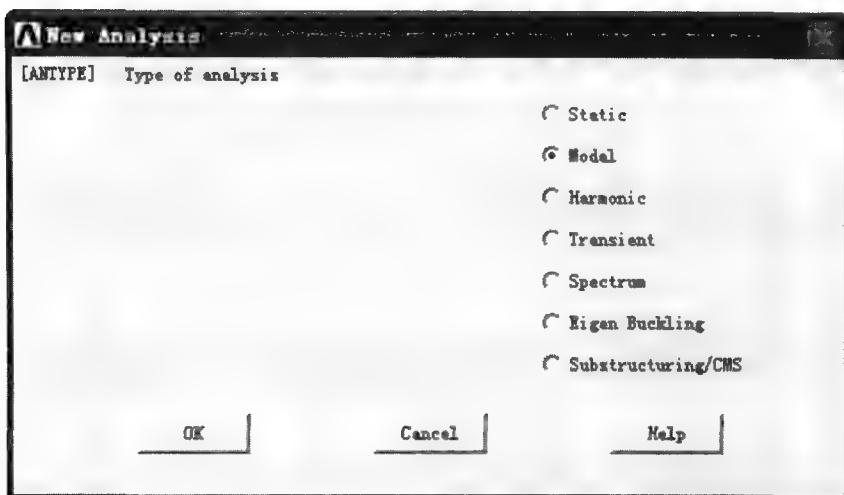 New Analysis
[ANTYPE] Type of analysis
Static
Modal
Harmonic
Transient
Spectrum
Eigen Buckling
Substructuring/CMS
OK Cancel Help